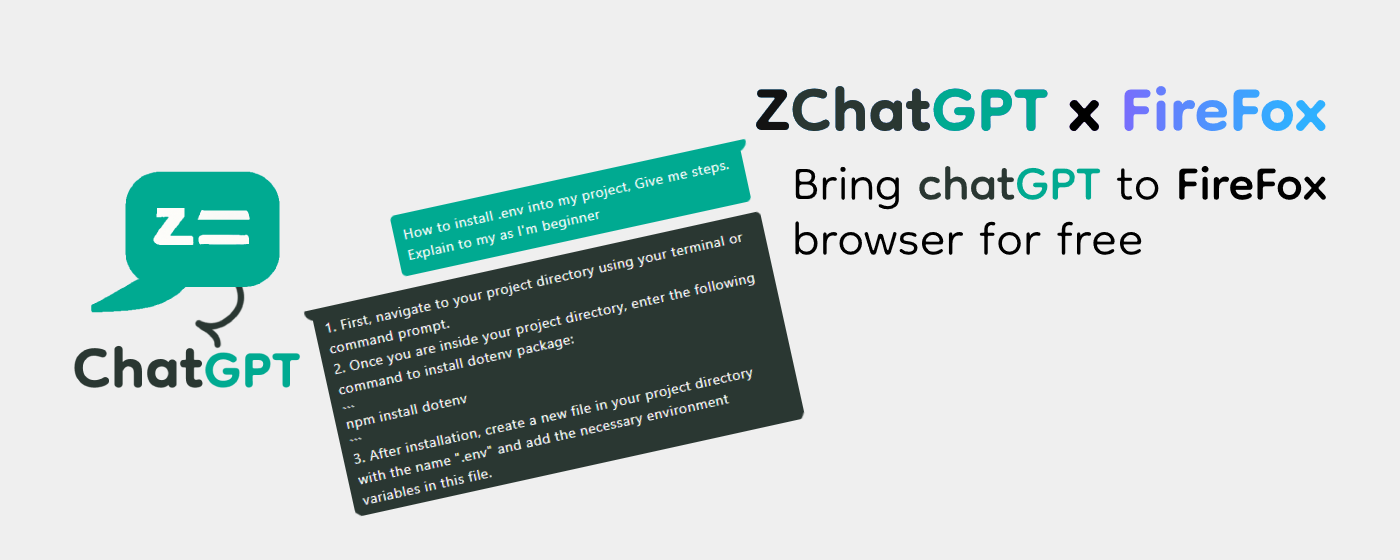 z=
ChatGPT
How to install .env into my project, Give me steps.
Explain to my as I'm beginner
1. First, navigate to your project directory using your terminal or
command prompt.
2. Once you are inside your project directory, enter the following
command to install dotenv package:
```
npm install dotenv
```
3. After installation, create a new file in your project directory
with the name ".env" and add the necessary environment
variables in this file.
ZChatGPT x FireFox
Bring chatGPT to FireFox
browser for free